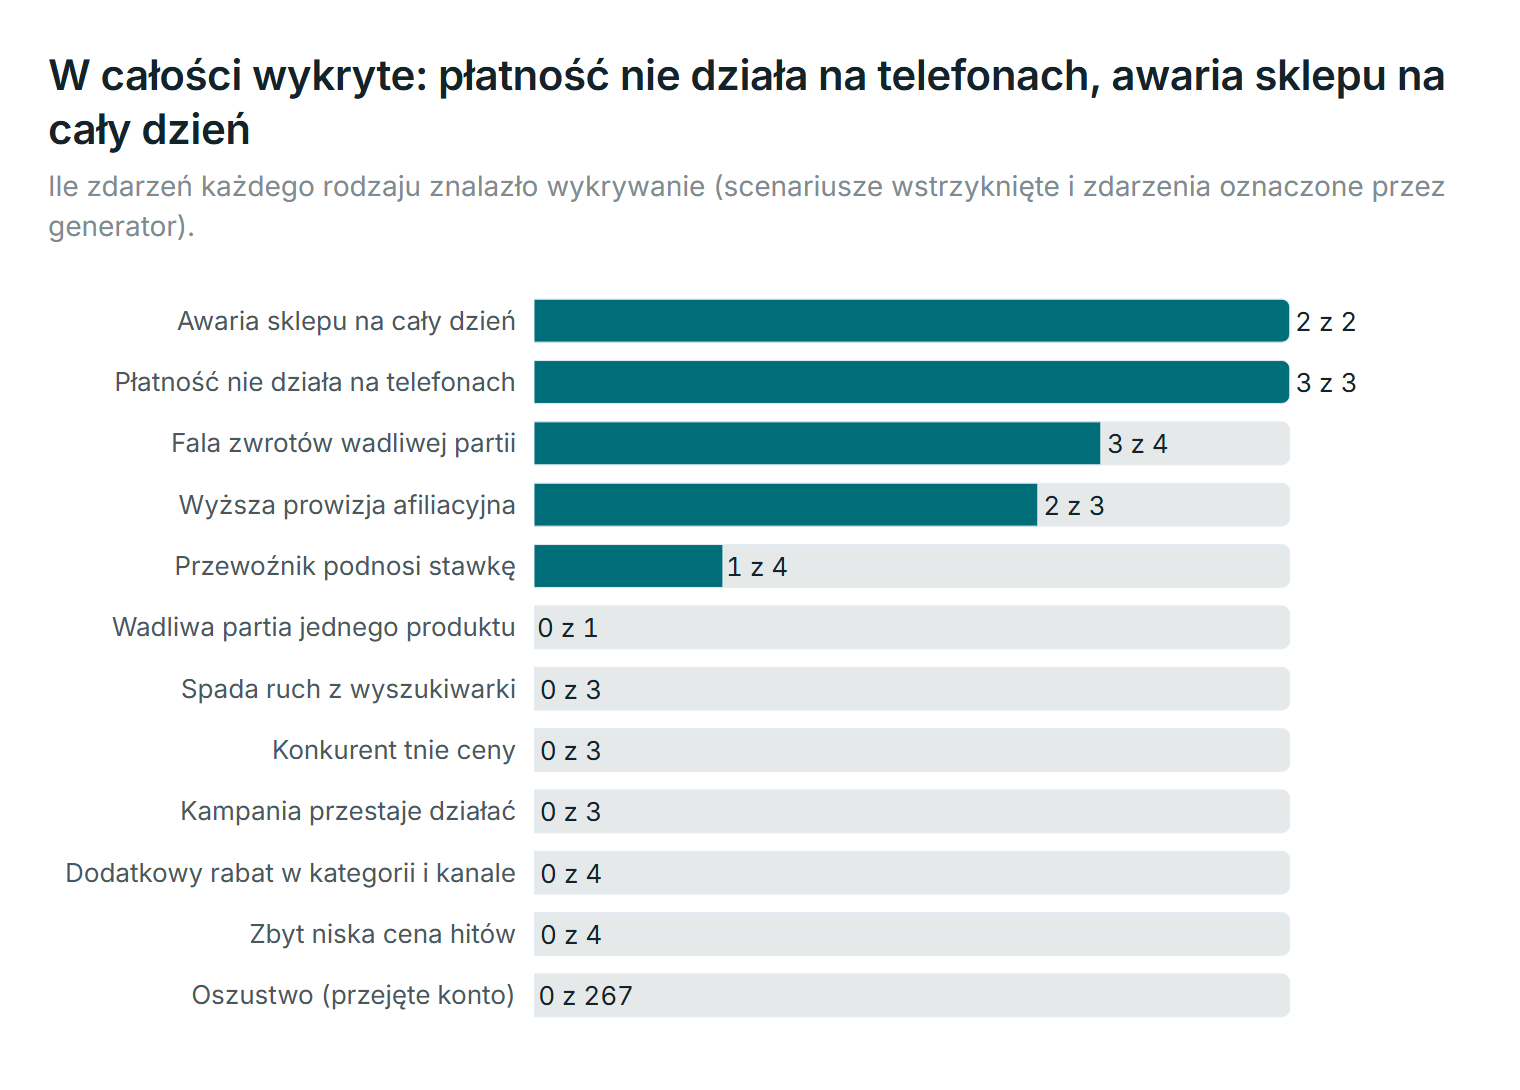 W całości wykryte: płatność nie działa na telefonach, awaria sklepu na
cały dzień
Ile zdarzeń każdego rodzaju znalazło wykrywanie (scenariusze wstrzyknięte i zdarzenia oznaczone przez
generator).
Awaria sklepu na cały dzień 2 z 2
Płatność nie działa na telefonach 3 z 3
Fala zwrotów wadliwej partii 3 z 4
Wyższa prowizja afiliacyjna 2 z 3
Przewoźnik podnosi stawkę 1 z 4
Wadliwa partia jednego produktu 0 z 1
Spada ruch z wyszukiwarki 0 z 3
Konkurent tnie ceny 0 z 3
Kampania przestaje działać 0 z 3
Dodatkowy rabat w kategorii i kanale 0 z 4
Zbyt niska cena hitów 0 z 4
Oszustwo (przejęte konto) 0 z 267